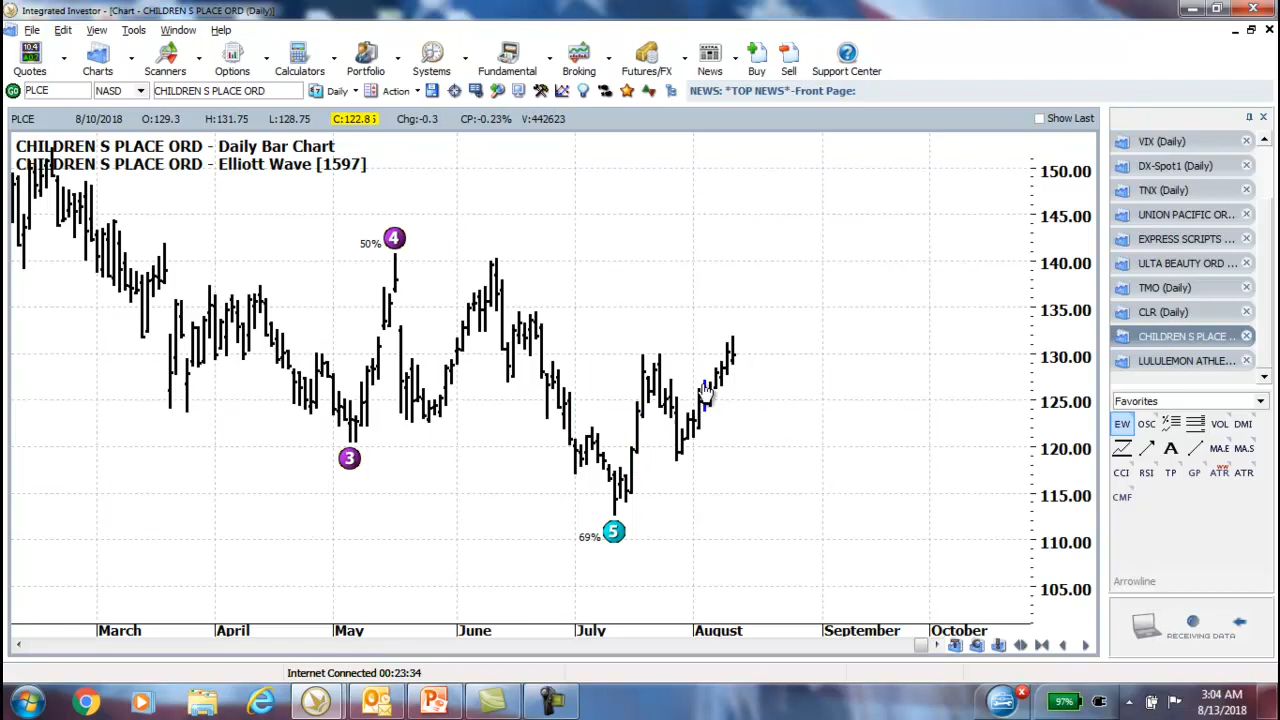 Integrated Investor - [Chart - CHILDREN S PLACE ORD (Daily)]
File Edit View Tools Window Help
10.4
Quotes Charts Scanners Options Calculators Portfolio Systems Fundamental Broking Futures/FX News Buy Sell Support Center
Go PLCE NASD CHILDREN S PLACE ORD Daily Action NEWS: *TOP NEWS*-Front Page:
PLCE 8/10/2018 O:129.3 H:131.75 L:128.75 C:122.85 Chg:-0.3 CP:-0.23% V:442623 Show Last
CHILDREN S PLACE ORD - Daily Bar Chart
CHILDREN S PLACE ORD - Elliott Wave [1597]
150.00
145.00
140.00
135.00
130.00
125.00
120.00
115.00
110.00
105.00
50% 4
3
69% 5
March April May June July August September October
VIX (Daily)
DX-Spot1 (Daily)
TNX (Daily)
UNION PACIFIC OR...
EXPRESS SCRIPTS ...
ULTA BEAUTY ORD ...
TMO (Daily)
CLR (Daily)
CHILDREN S PLACE ...
LULULEMON ATHLE...
Favorites
EW OSC VOL DMI
A MA.E MA.S
CCI RSI TP GP ATR ATR
CMF
Arrowline
RECEIVING DATA
Internet Connected 00:23:34
97% 3:04 AM
8/13/2018